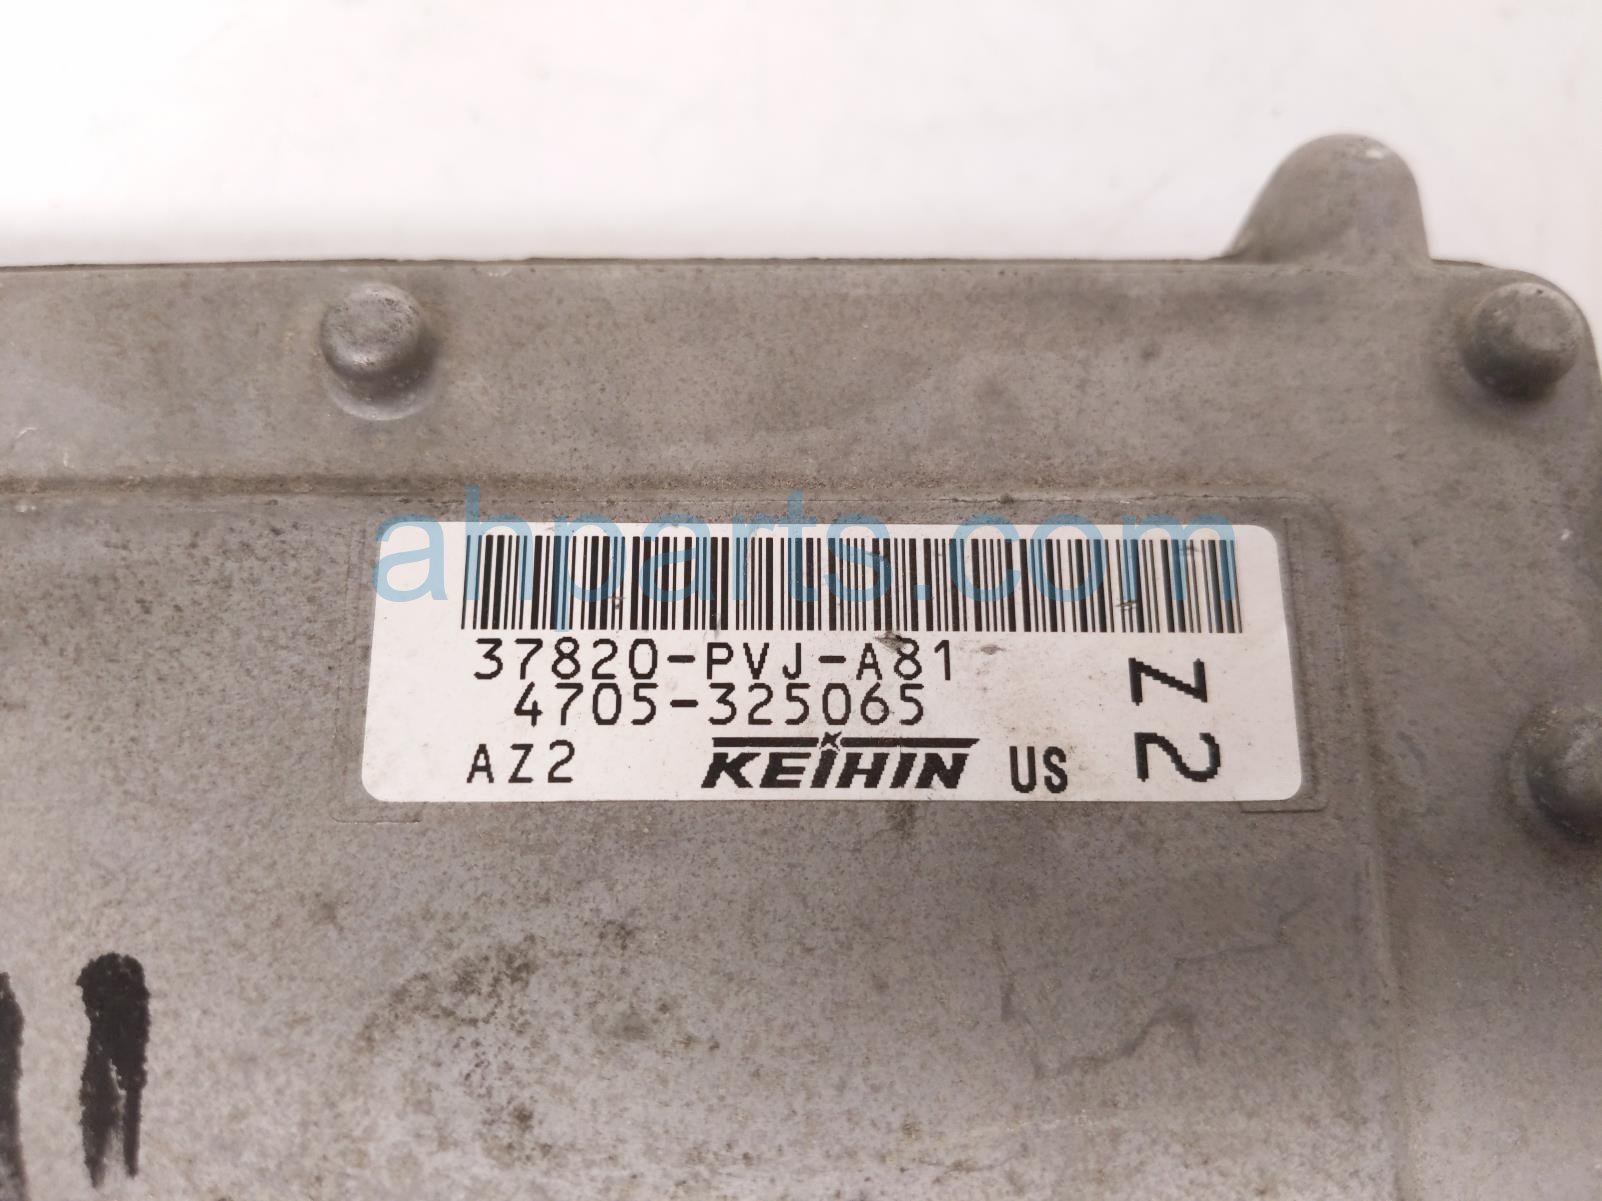 ahparts.com
37820-PVJ-A81
4705-325065
AZ2 KEIHIN US
Z2